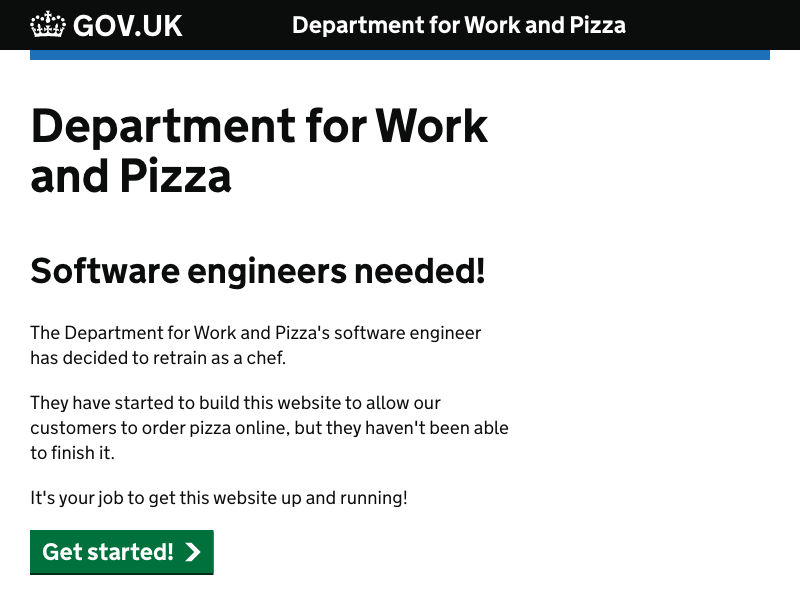 GOV.UK
Department for Work and Pizza
Department for Work
and Pizza
Software engineers needed!
The Department for Work and Pizza's software engineer
has decided to retrain as a chef.
They have started to build this website to allow our
customers to order pizza online, but they haven't been able
to finish it.
It's your job to get this website up and running!
Get started!